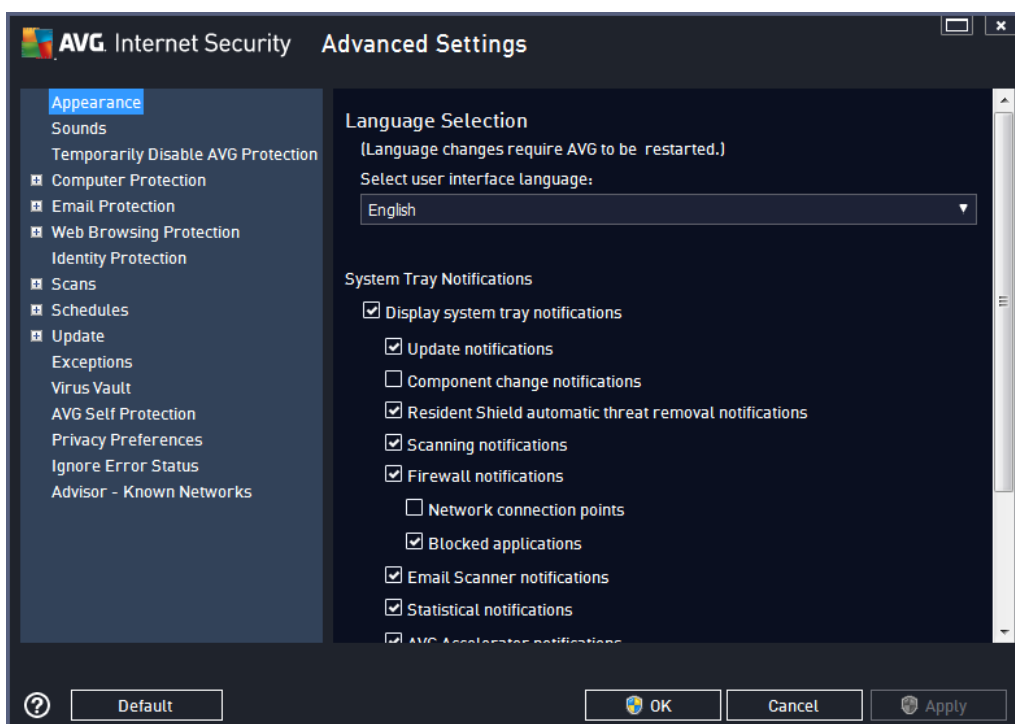 AVG. Internet Security Advanced Settings
Appearance
Sounds
Temporarily Disable AVG Protection
Computer Protection
Email Protection
Web Browsing Protection
Identity Protection
Scans
Schedules
Update
Exceptions
Virus Vault
AVG Self Protection
Privacy Preferences
Ignore Error Status
Advisor - Known Networks
Language Selection
(Language changes require AVG to be restarted.)
Select user interface language:
English
System Tray Notifications
Display system tray notifications
Update notifications
Component change notifications
Resident Shield automatic threat removal notifications
Scanning notifications
Firewall notifications
Network connection points
Blocked applications
Email Scanner notifications
Statistical notifications
AVG Accelerator notifications
Default
OK
Cancel
Apply